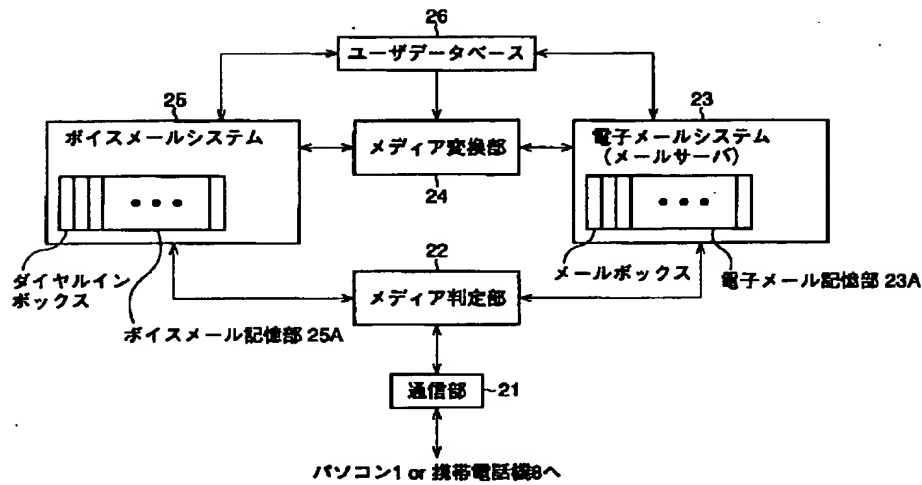 26
ユーザデータベース
25
ボイスメールシステム
メディア変換部
24
23
電子メールシステム
(メールサーバ)
ダイヤルイン
ボックス
ボイスメール記憶部 25A
22
メディア判定部
メールボックス
電子メール記憶部 23A
通信部
21
パソコン1 or 携帯電話機8へ